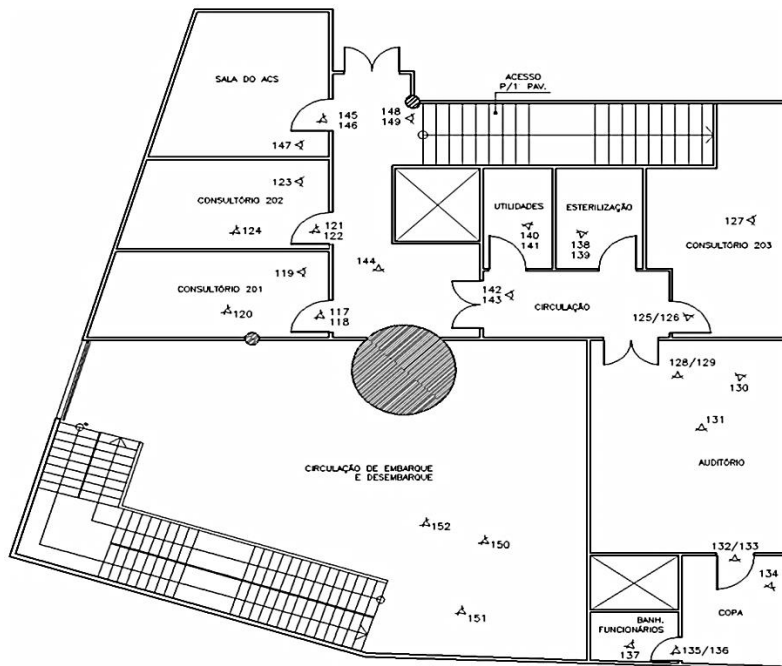 ACESSO
P/1 PAV.
SALA DO ACS
145
146
148
149
147
123
CONSULTÓRIO 202
124
121
122
UTILIDADES
140
141
ESTERILIZAÇÃO
138
139
127
CONSULTÓRIO 203
144
119
CONSULTÓRIO 201
120
117
118
142
143
CIRCULAÇÃO
125/126
128/129
130
131
AUDITÓRIO
CIRCULAÇÃO DE EMBARQUE
E DESEMBARQUE
152
150
151
132/133
134
COPA
BANH.
FUNCIONÁRIOS
137
135/136